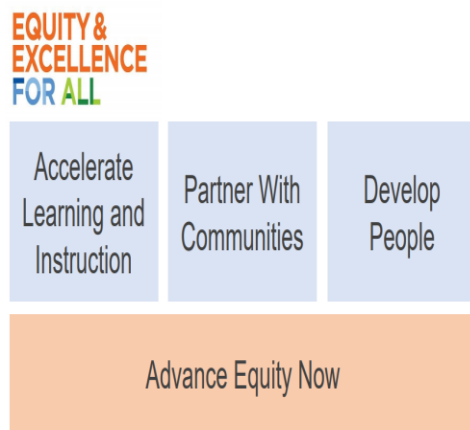 EQUITY &
EXCELLENCE
FOR ALL
Accelerate
Learning and
Instruction
Partner With
Communities
Develop
People
Advance Equity Now